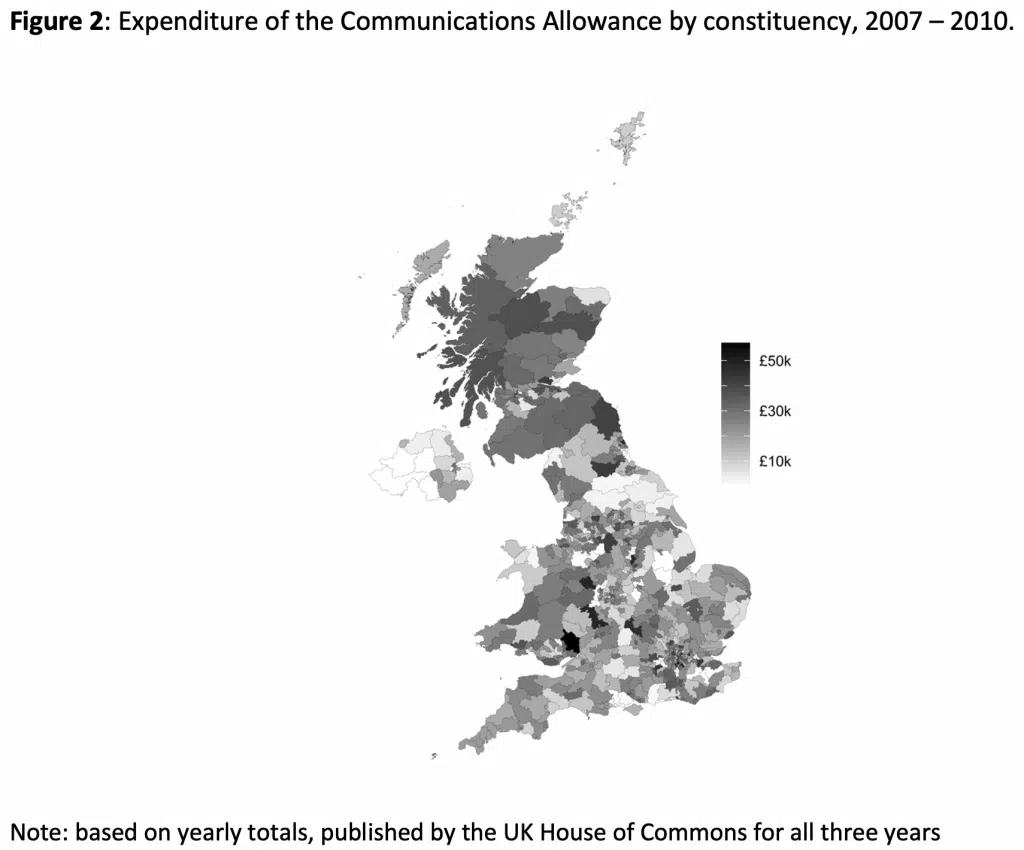 Figure 2: Expenditure of the Communications Allowance by constituency, 2007 – 2010.
£50k
£30k
£10k
Note: based on yearly totals, published by the UK House of Commons for all three years